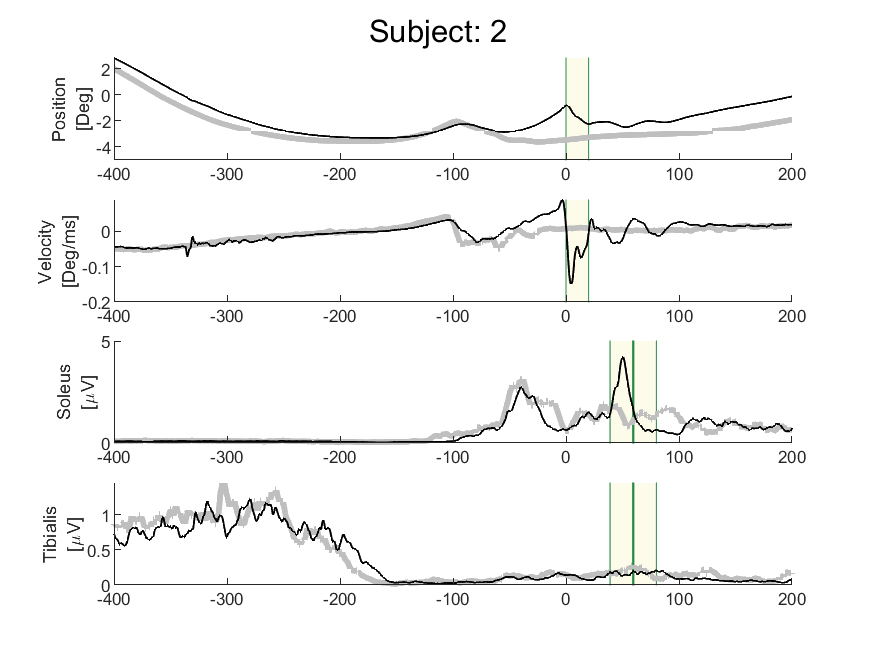 Subject: 2
Position
[Deg]
2
0
-2
-4
-400 -300 -200 -100 0 100 200
Velocity
[Deg/ms]
0
-0.1
-0.2
-400 -300 -200 -100 0 100 200
Soleus
[μV]
5
0
-400 -300 -200 -100 0 100 200
Tibialis
[μV]
1
0.5
0
-400 -300 -200 -100 0 100 200